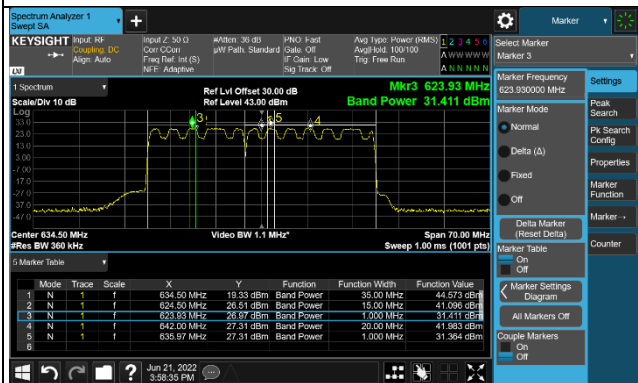 Spectrum Analyzer 1
Swept SA
Marker
KEYSIGHT Input: RF Input Z: 50 Ω #Atten: 36 dB PNO: Fast Avg Type: Power (RMS) 1 2 3 4 5 6
Coupling: DC Corr CCorr µW Path: Standard Gate: Off Avg|Hold: 100/100 A W W W W W
Align: Auto Freq Ref: Int (S) IF Gain: Low Trig: Free Run
NFE: Adaptive Sig Track: Off A N N N N N
LXI
Select Marker
Marker 3
1 Spectrum
Scale/Div 10 dB
Ref Lvl Offset 30.00 dB
Ref Level 43.00 dBm
Mkr3 623.93 MHz
Band Power 31.411 dBm
Log
33.0
23.0
13.0
3.00
-7.00
-17.0
-27.0
-37.0
-47.0
3
5
4
Center 634.50 MHz Video BW 1.1 MHz* Span 70.00 MHz
#Res BW 360 kHz Sweep 1.00 ms (1001 pts)
5 Marker Table
Mode Trace Scale X Y Function Function Width Function Value
1 N 1 f 634.50 MHz 19.33 dBm Band Power 35.00 MHz 44.573 dBm
2 N 1 f 624.50 MHz 26.51 dBm Band Power 15.00 MHz 41.096 dBm
3 N 1 f 623.93 MHz 26.97 dBm Band Power 1.000 MHz 31.411 dBm
4 N 1 f 642.00 MHz 27.31 dBm Band Power 20.00 MHz 41.983 dBm
5 N 1 f 635.97 MHz 27.31 dBm Band Power 1.000 MHz 31.364 dBm
6
Marker Frequency
623.930000 MHz
Marker Mode
Normal
Delta (Δ)
Fixed
Off
Delta Marker
(Reset Delta)
Marker Table
On
Off
Marker Settings
Diagram
All Markers Off
Couple Markers
On
Off
Settings
Peak
Search
Pk Search
Config
Properties
Marker
Function
Marker→
Counter
?
Jun 21, 2022
3:58:35 PM